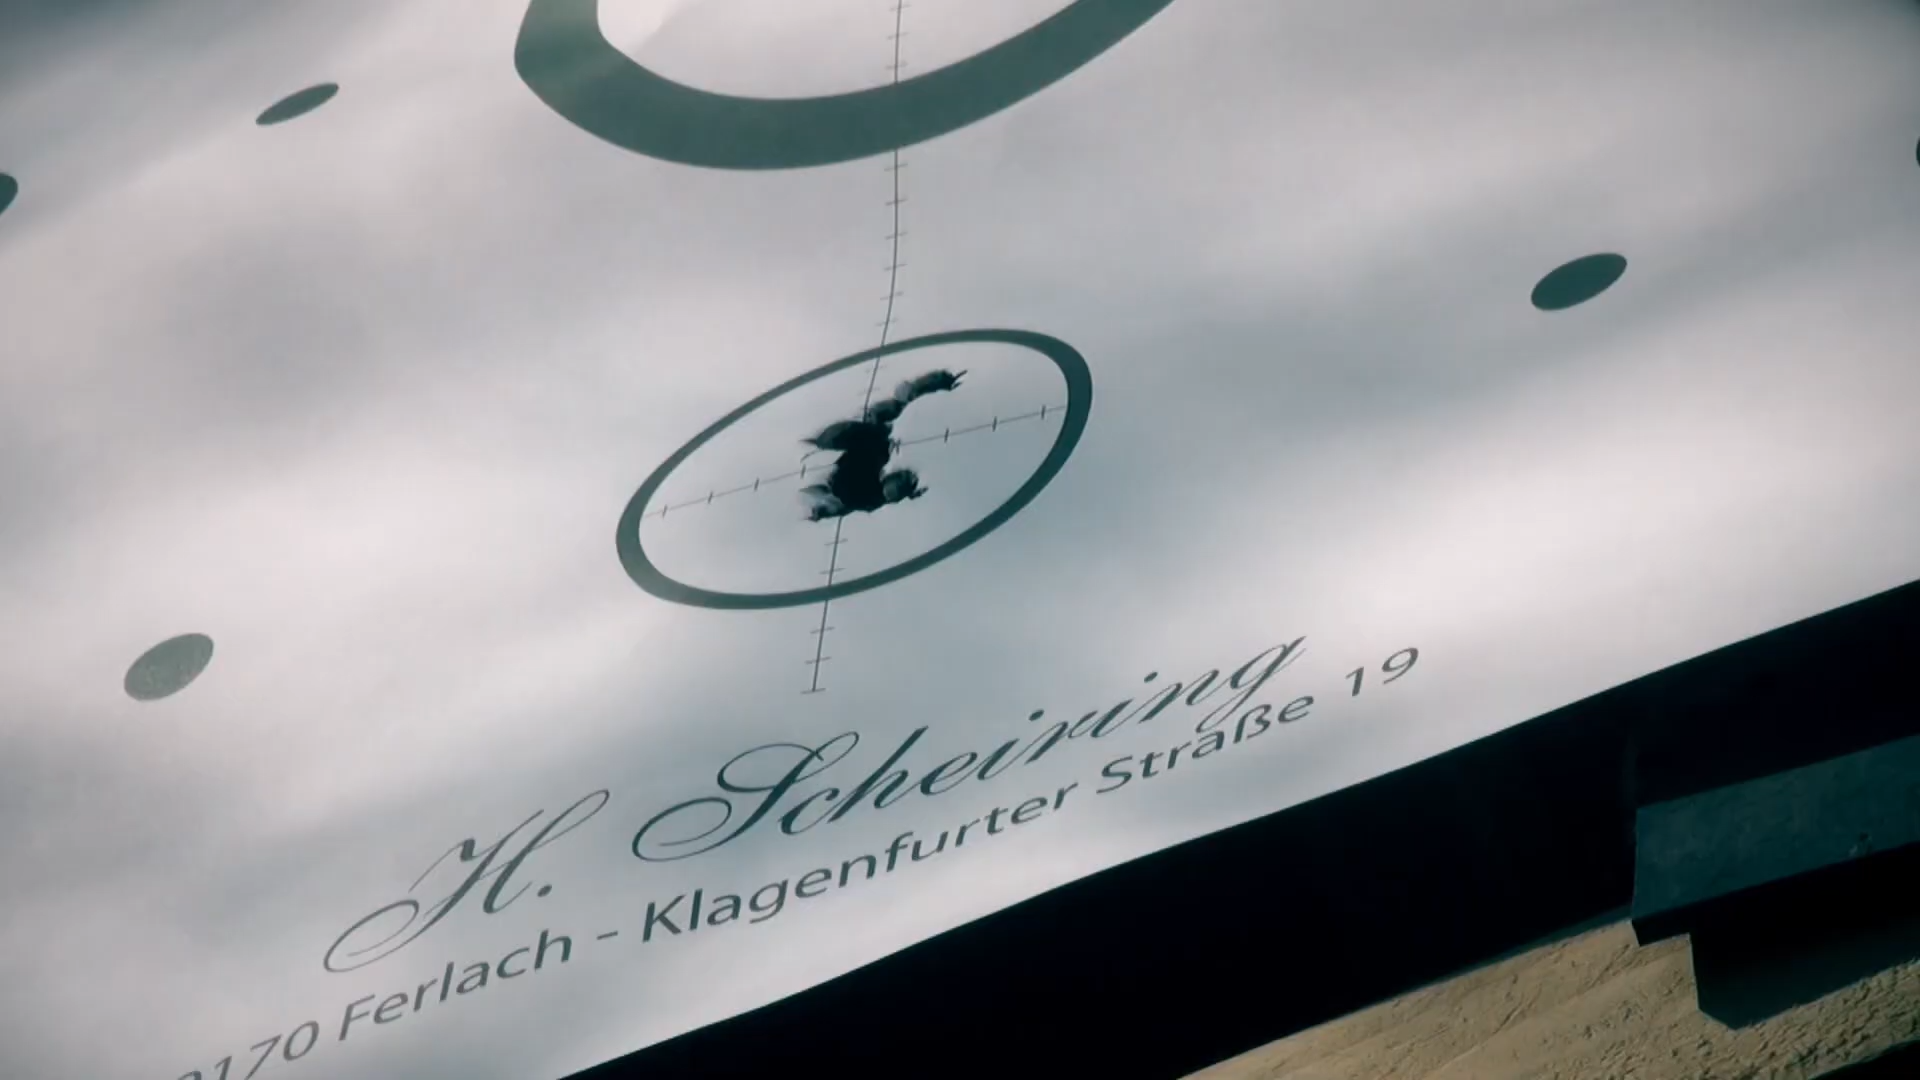 H. Scheiring
170 Ferlach - Klagenfurter Straße 19